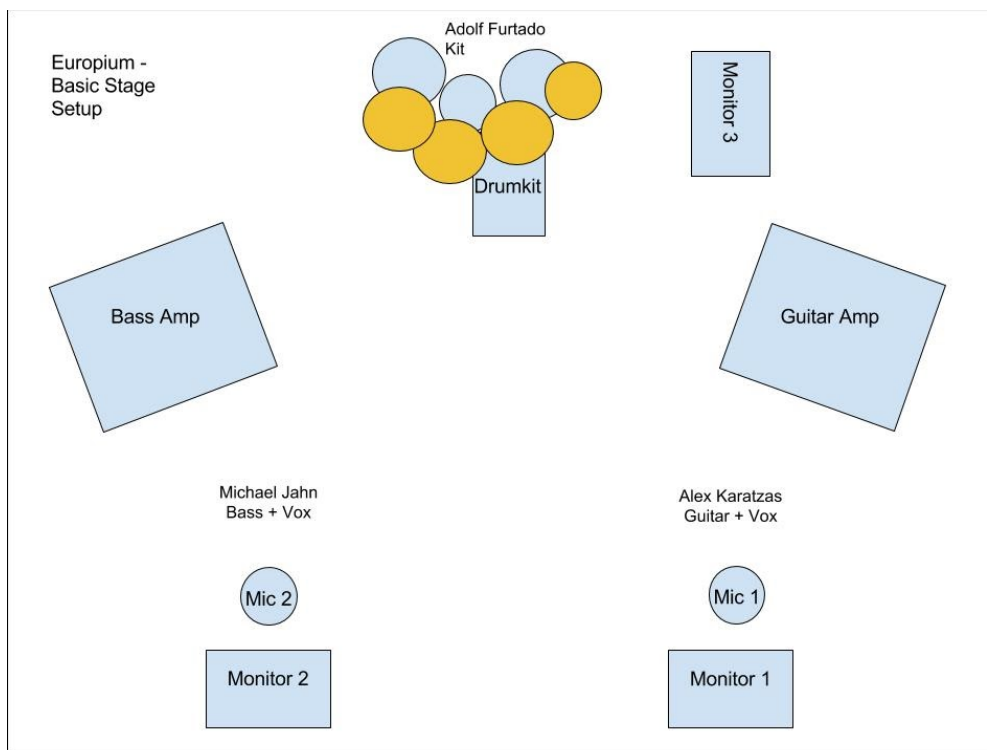 Europium -
Basic Stage
Setup
Adolf Furtado
Kit
Monitor 3
Drumkit
Bass Amp
Guitar Amp
Michael Jahn
Bass + Vox
Alex Karatzas
Guitar + Vox
Mic 2
Mic 1
Monitor 2
Monitor 1